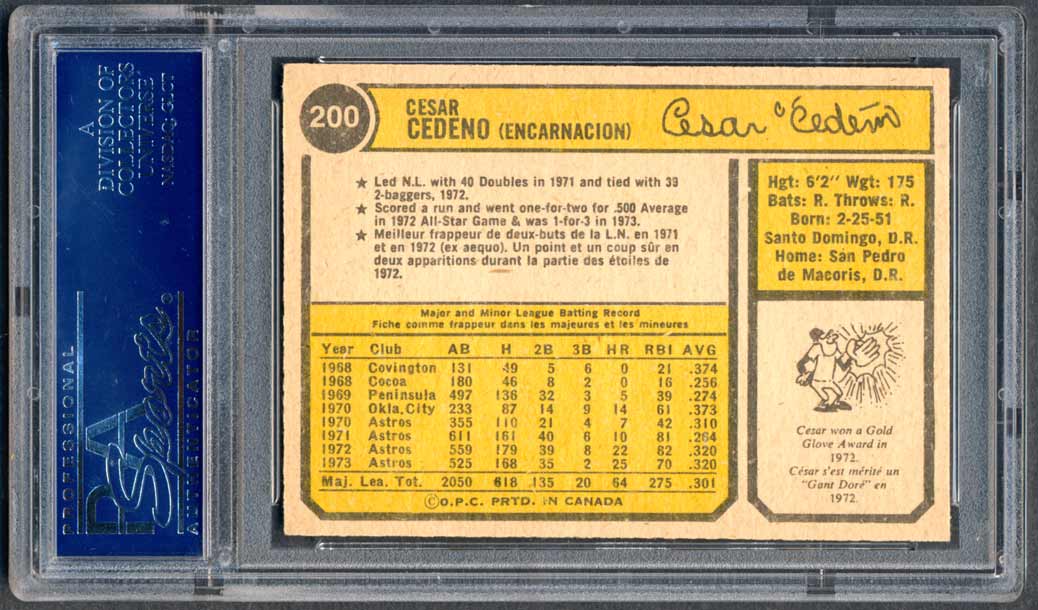 A
DIVISION OF
COLLECTORS
UNIVERSE
NASDAQ: CLCT
PROFESSIONAL
PSA
Sports
®
AUTHENTICATOR
200
CESAR
CEDENO (ENCARNACION)
Cesar Cedeño
★ Led N.L. with 40 Doubles in 1971 and tied with 39
2-baggers, 1972.
★ Scored a run and went one-for-two for .500 Average
in 1972 All-Star Game & was 1-for-3 in 1973.
★ Meilleur frappeur de deux-buts de la L.N. en 1971
et en 1972 (ex aequo). Un point et un coup sûr en
deux apparitions durant la partie des étoiles de
1972.
Hgt: 6'2" Wgt: 175
Bats: R. Throws: R.
Born: 2-25-51
Santo Domingo, D.R.
Home: San Pedro
de Macoris, D.R.
Major and Minor League Batting Record
Fiche comme frappeur dans les majeures et les mineures
Year Club AB H 2B 3B HR RBI AVG
1968 Covington 131 49 5 6 0 21 .374
1968 Cocoa 180 46 8 2 0 16 .256
1969 Peninsula 497 136 32 3 5 39 .274
1970 Okla. City 233 87 14 9 14 61 .373
1970 Astros 355 110 21 4 7 42 .310
1971 Astros 611 161 40 6 10 81 .264
1972 Astros 559 179 39 8 22 82 .320
1973 Astros 525 168 35 2 25 70 .320
Maj. Lea. Tot. 2050 618 135 20 64 275 .301
©O.P.C. PRTD. IN CANADA
Cesar won a Gold
Glove Award in
1972.
César s'est mérité un
"Gant Doré" en
1972.